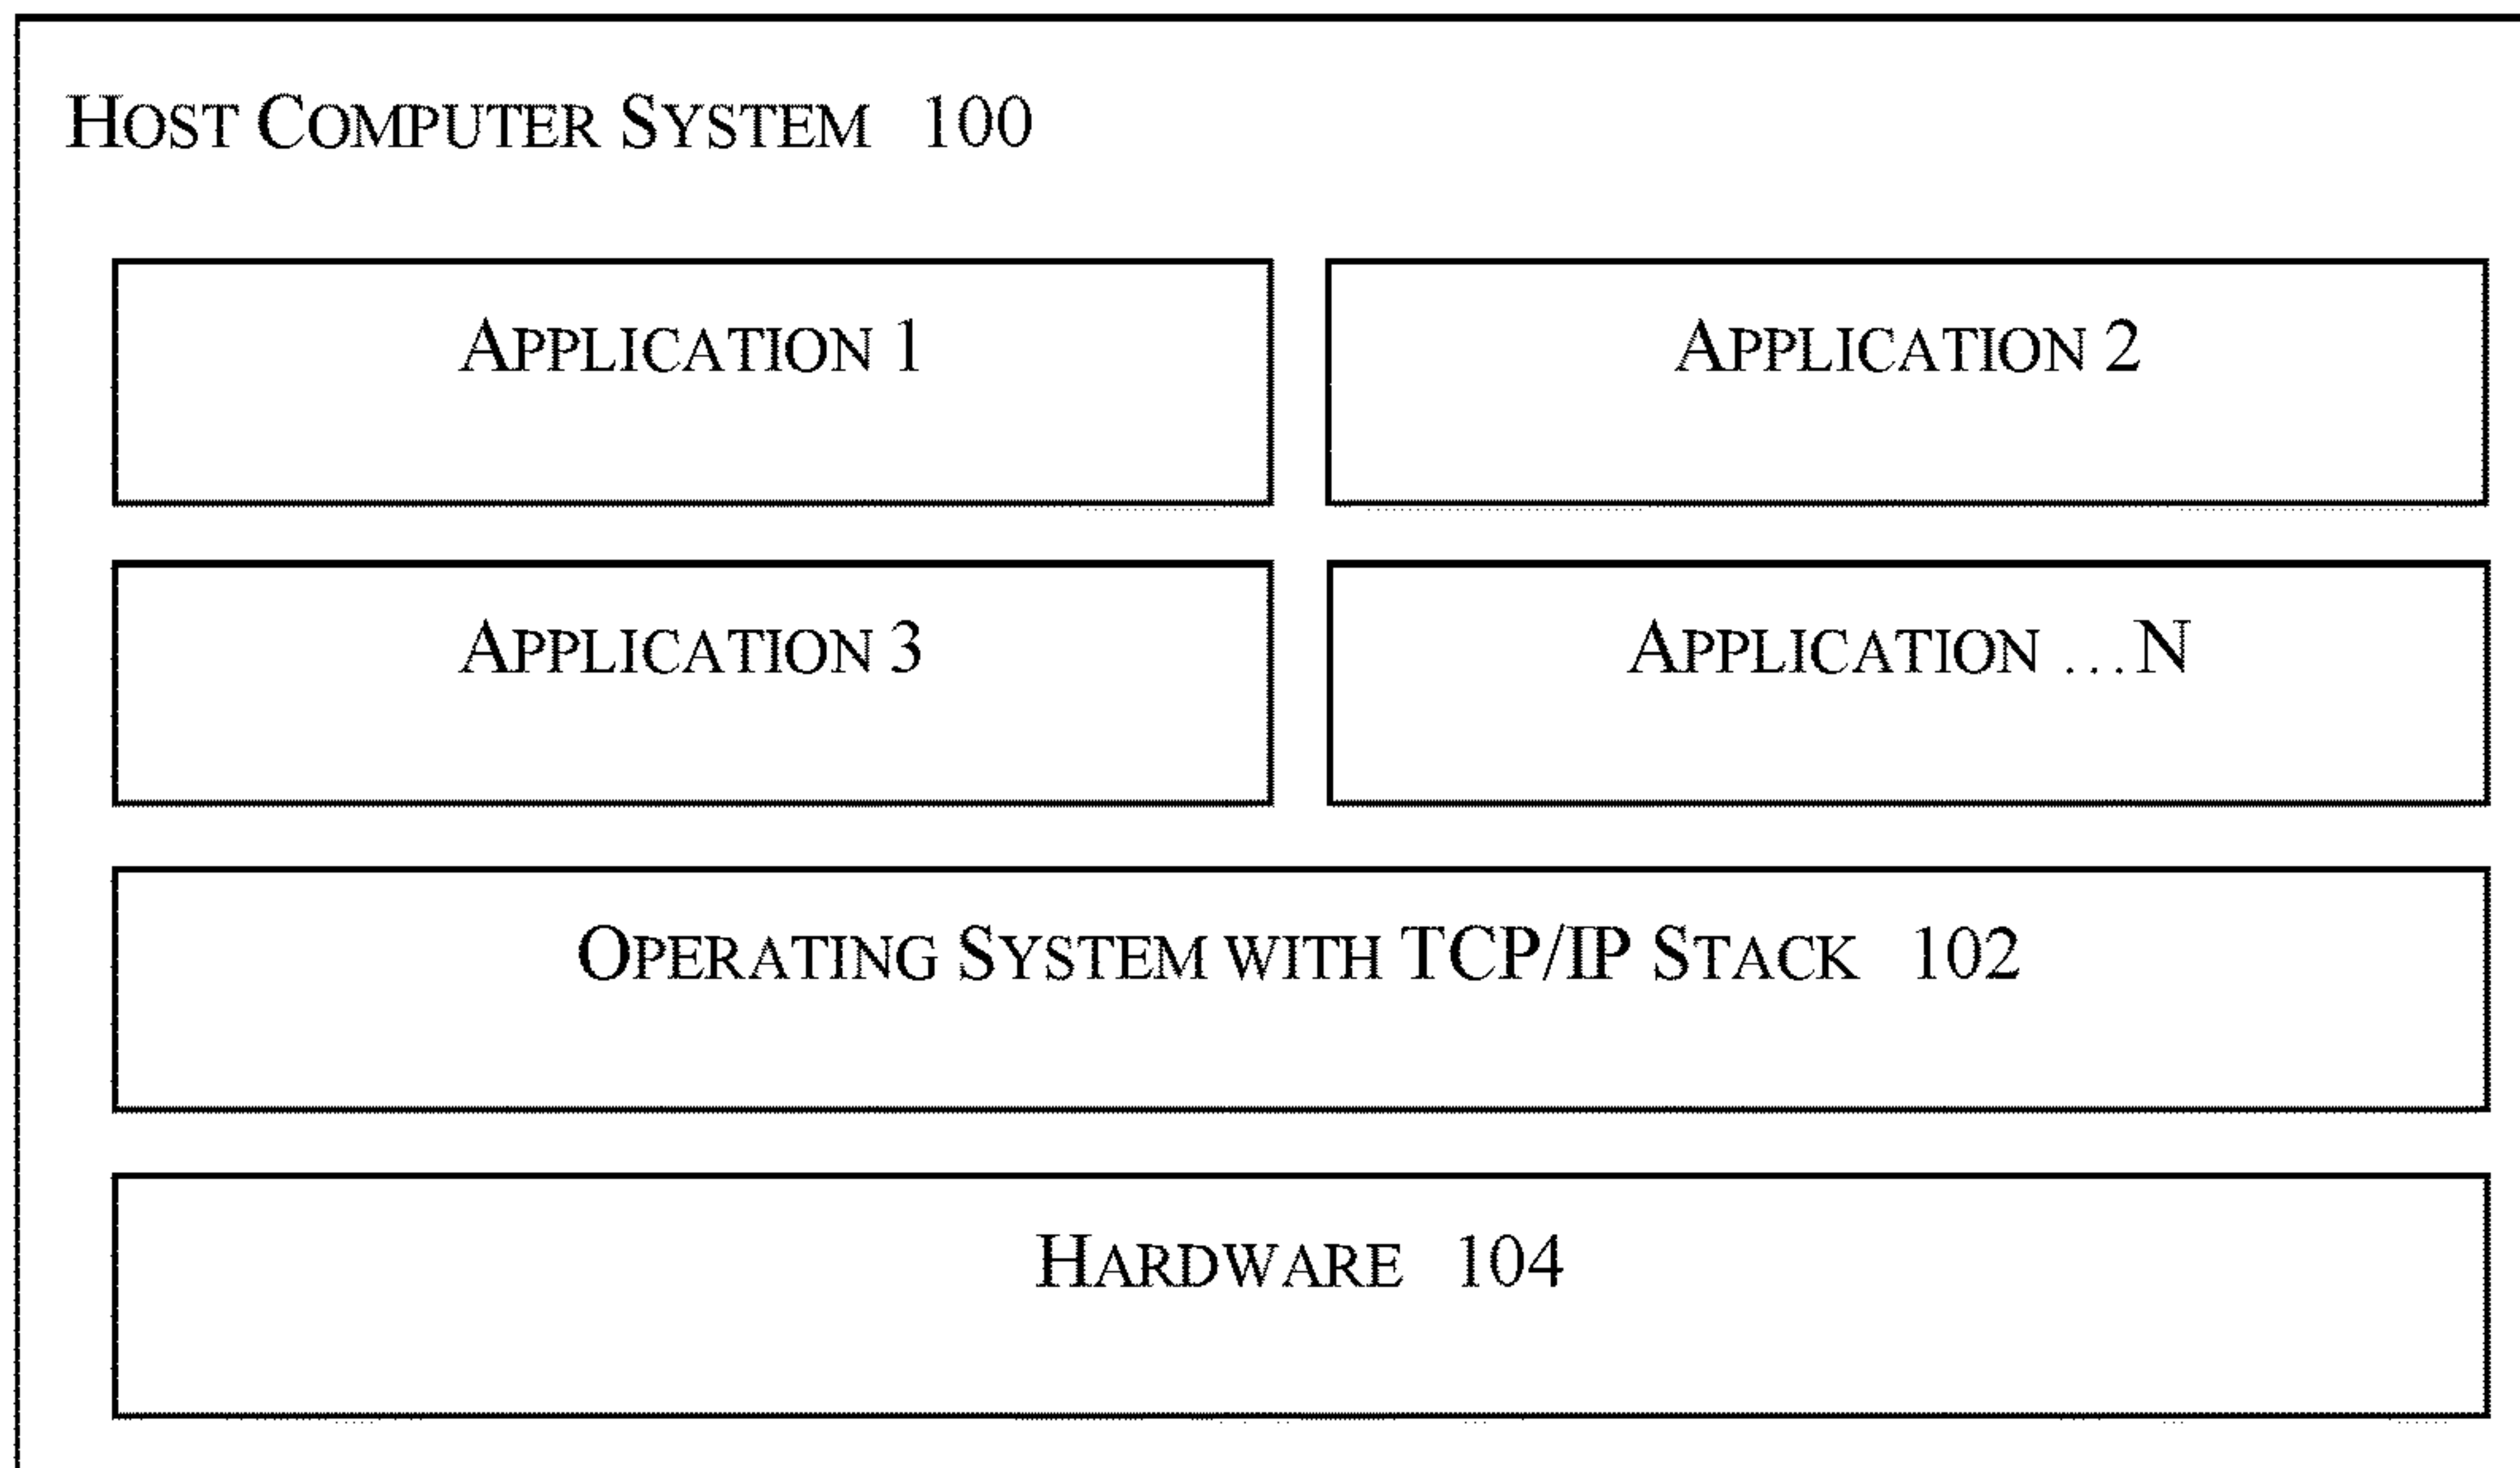 HOST COMPUTER SYSTEM 100
APPLICATION 1
APPLICATION 2
APPLICATION 3
APPLICATION ...N
OPERATING SYSTEM WITH TCP/IP STACK 102
HARDWARE 104